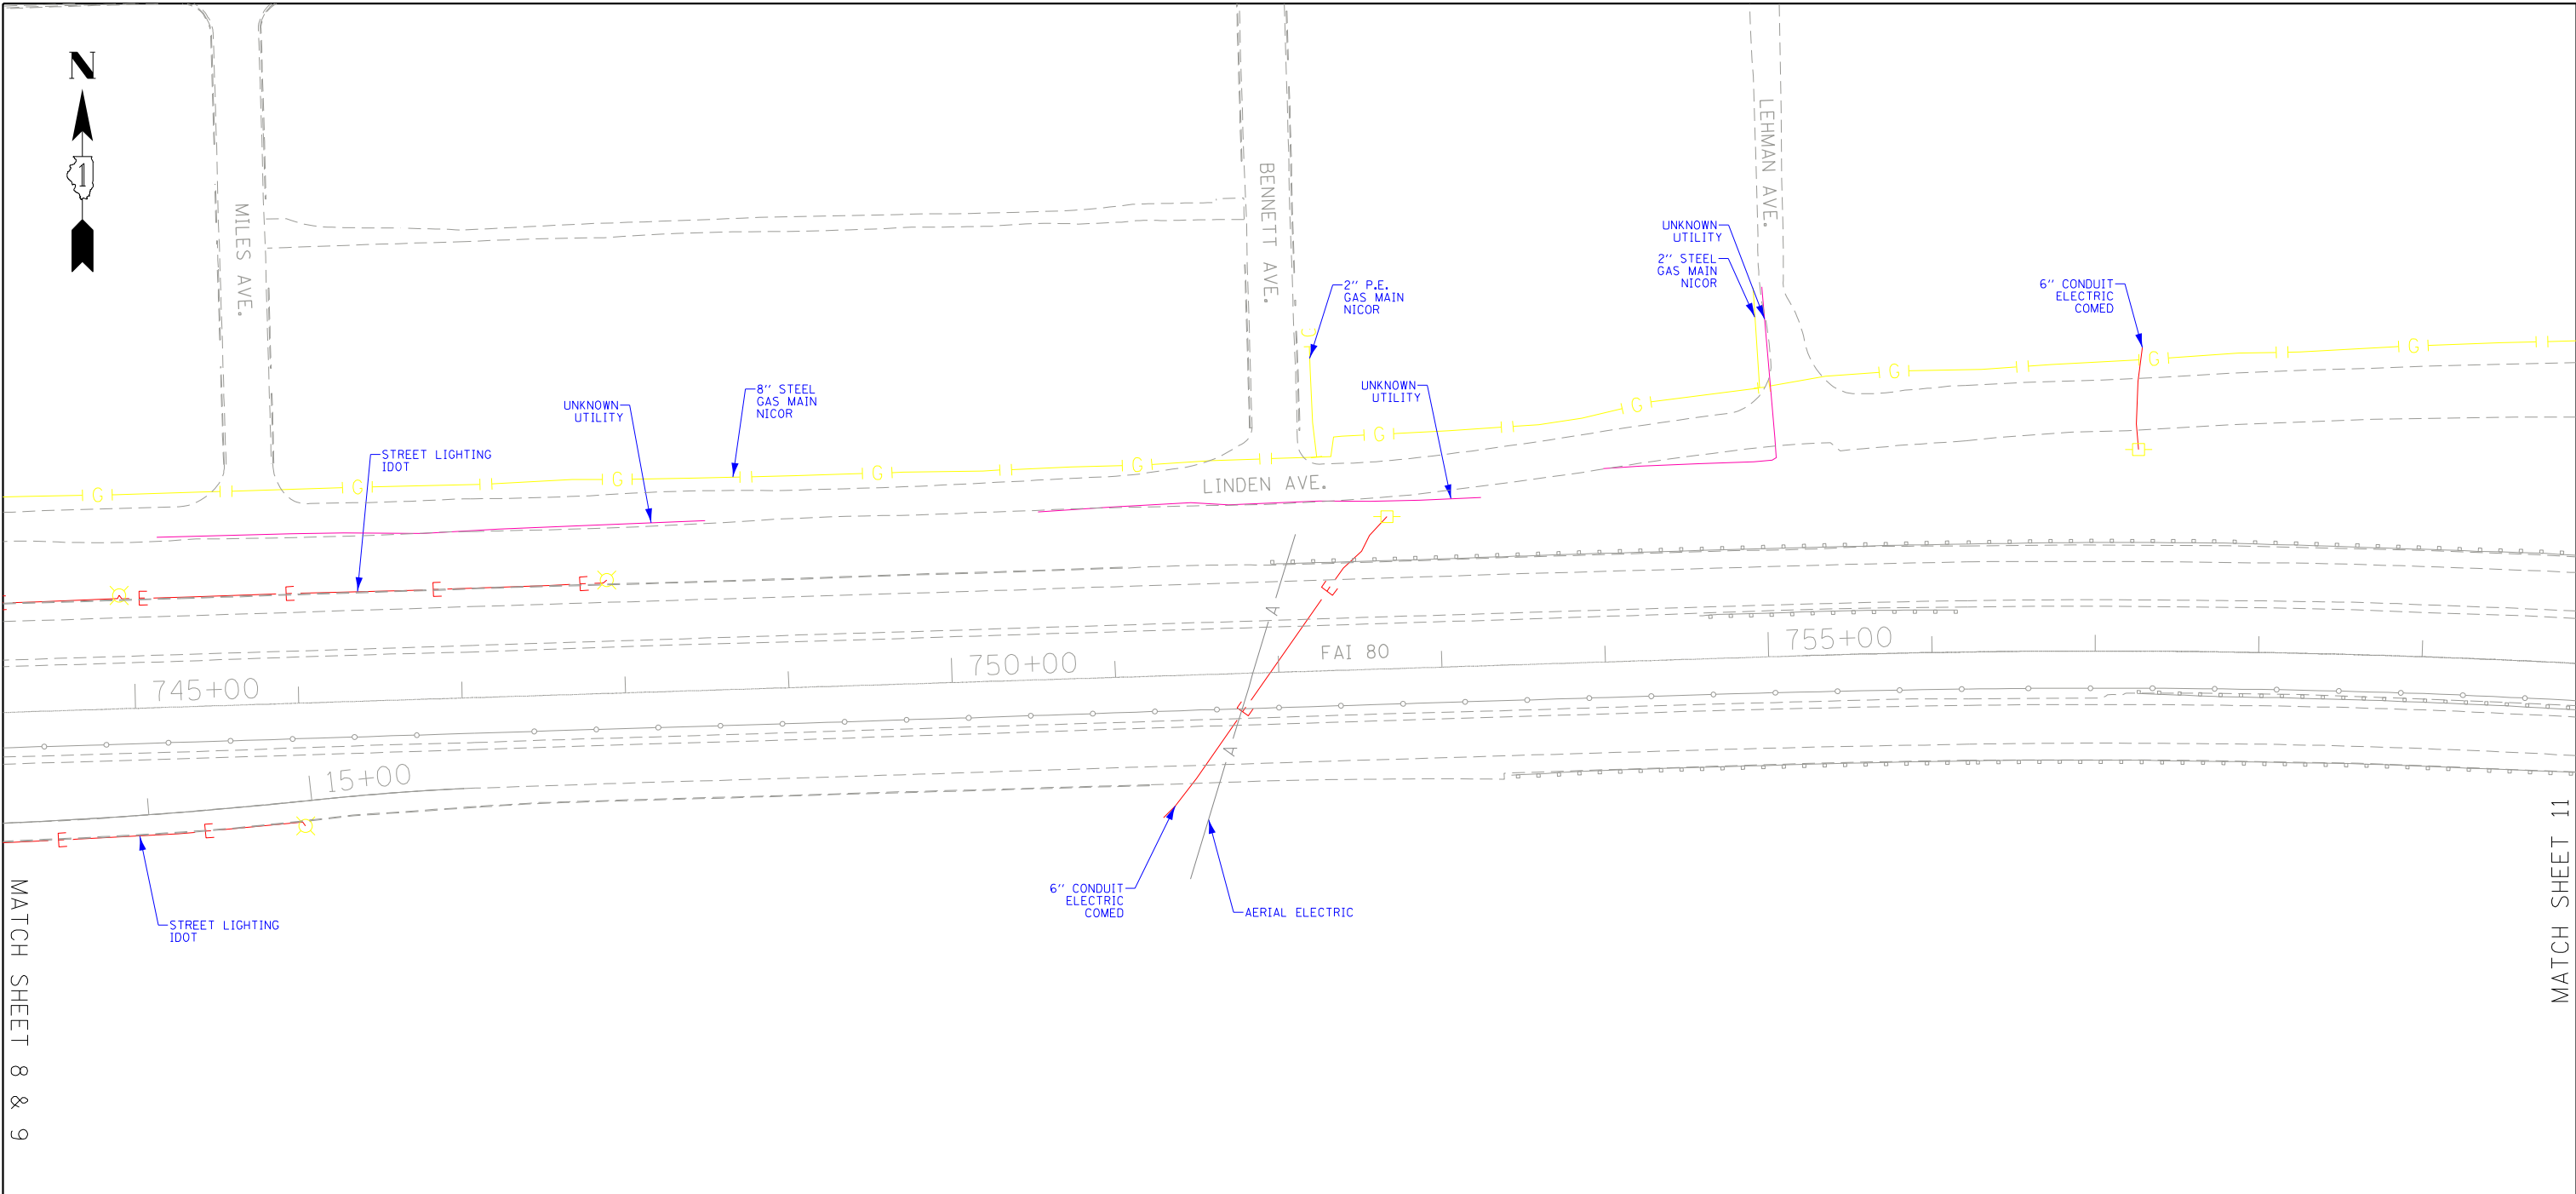 N
1
MILES AVE.
BENNETT AVE.
LEHMAN AVE.
UNKNOWN
UTILITY
2" STEEL
GAS MAIN
NICOR
2" P.E.
GAS MAIN
NICOR
6" CONDUIT
ELECTRIC
COMED
8" STEEL
GAS MAIN
NICOR
UNKNOWN
UTILITY
UNKNOWN
UTILITY
STREET LIGHTING
IDOT
G G G G G G G G G G
LINDEN AVE.
E E E E
E
A
FAI 80
745+00
750+00
755+00
E
A
15+00
E E
STREET LIGHTING
IDOT
6" CONDUIT
ELECTRIC
COMED
AERIAL ELECTRIC
MATCH SHEET 8 & 9
MATCH SHEET 11